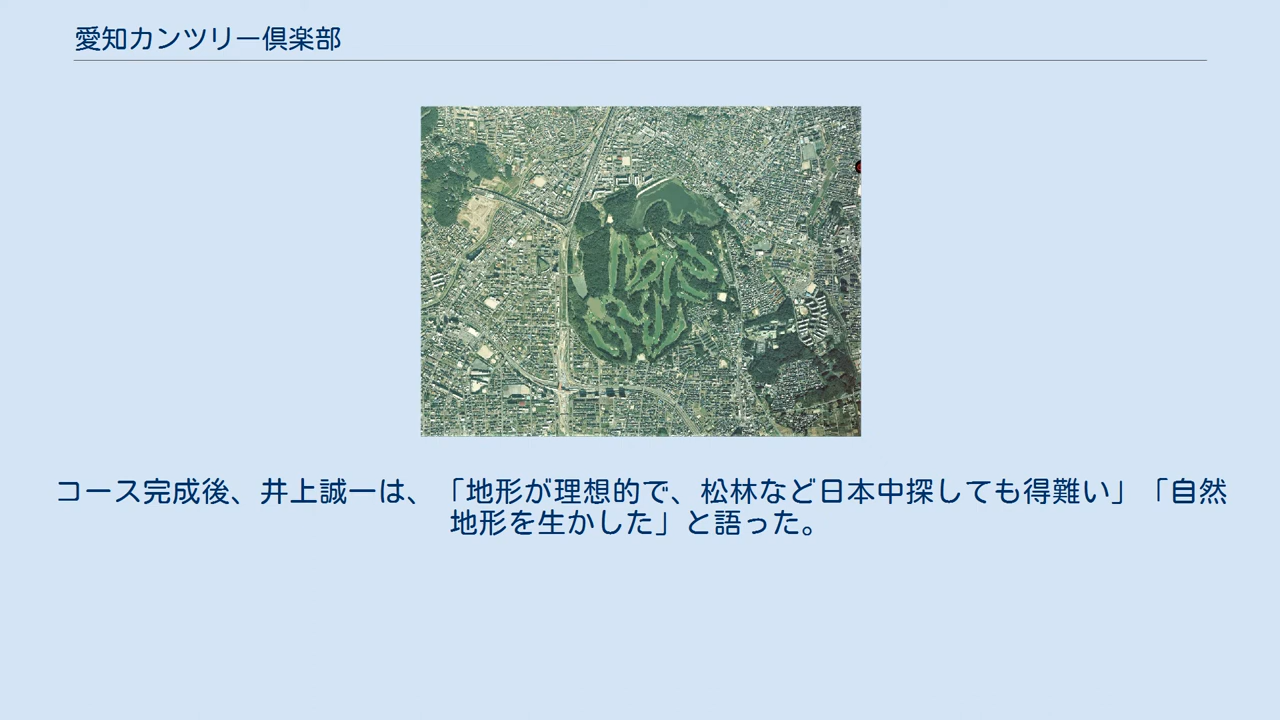 愛知カンツリー倶楽部
コース完成後、井上誠一は、「地形が理想的で、松林など日本中探しても得難い」「自然
地形を生かした」と語った。